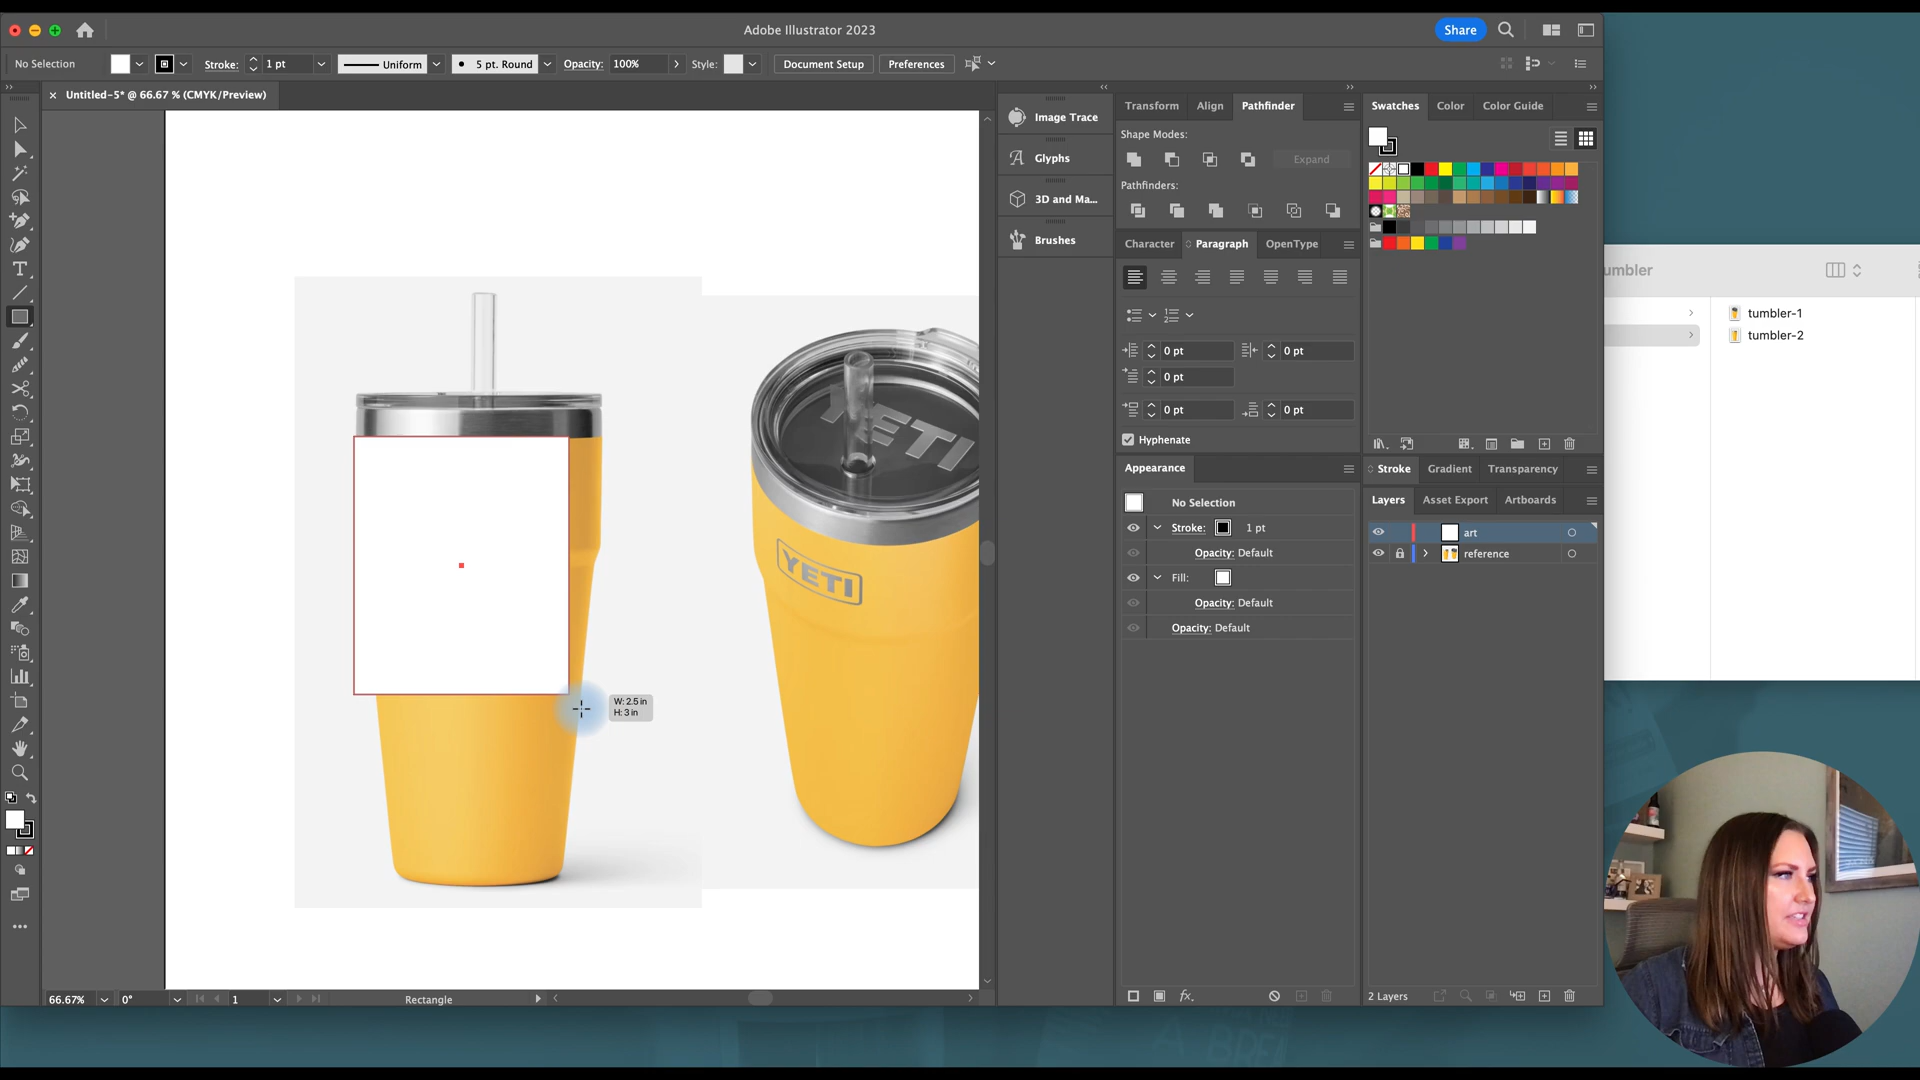 Adobe Illustrator 2023
Share
No Selection
Stroke:
1 pt
Uniform
5 pt. Round
Opacity:
100%
Style:
Document Setup
Preferences
Untitled-5* @ 66.67 % (CMYK/Preview)
Image Trace
Glyphs
3D and Ma...
Brushes
Transform
Align
Pathfinder
Shape Modes:
Expand
Pathfinders:
Character
Paragraph
OpenType
0 pt
0 pt
0 pt
0 pt
0 pt
Hyphenate
Appearance
No Selection
Stroke:
1 pt
Opacity: Default
Fill:
Opacity: Default
Opacity: Default
Swatches
Color
Color Guide
Stroke
Gradient
Transparency
Layers
Asset Export
Artboards
art
reference
2 Layers
umbler
tumbler-1
tumbler-2
YETI
YETI
W: 2.5 in
H: 3 in
66.67%
0°
1
Rectangle